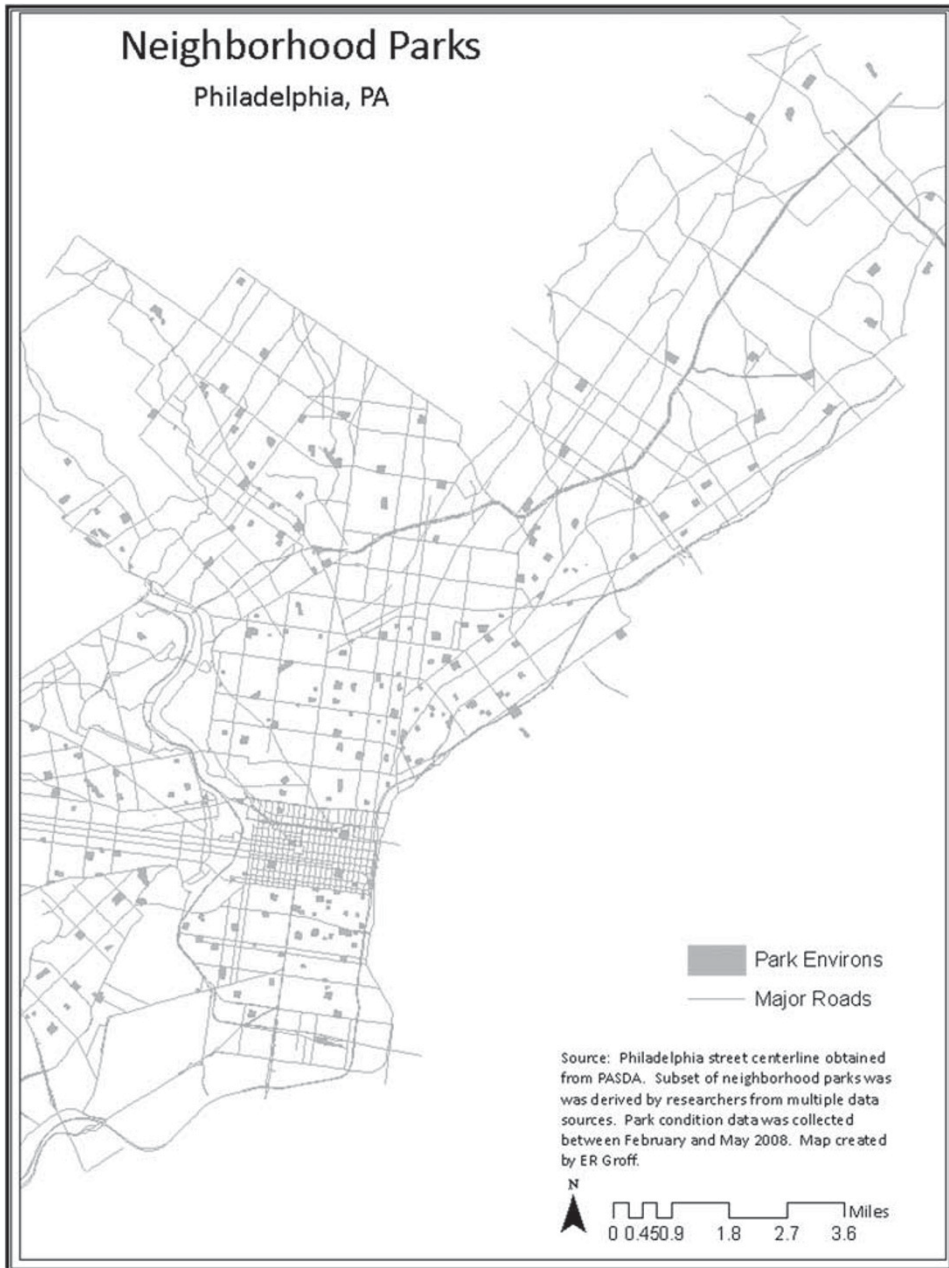 Neighborhood Parks
Philadelphia, PA
Park Environs
Major Roads
Source: Philadelphia street centerline obtained
from PASDA. Subset of neighborhood parks was
was derived by researchers from multiple data
sources. Park condition data was collected
between February and May 2008. Map created
by ER Groff.
N
Miles
0 0.450.9 1.8 2.7 3.6